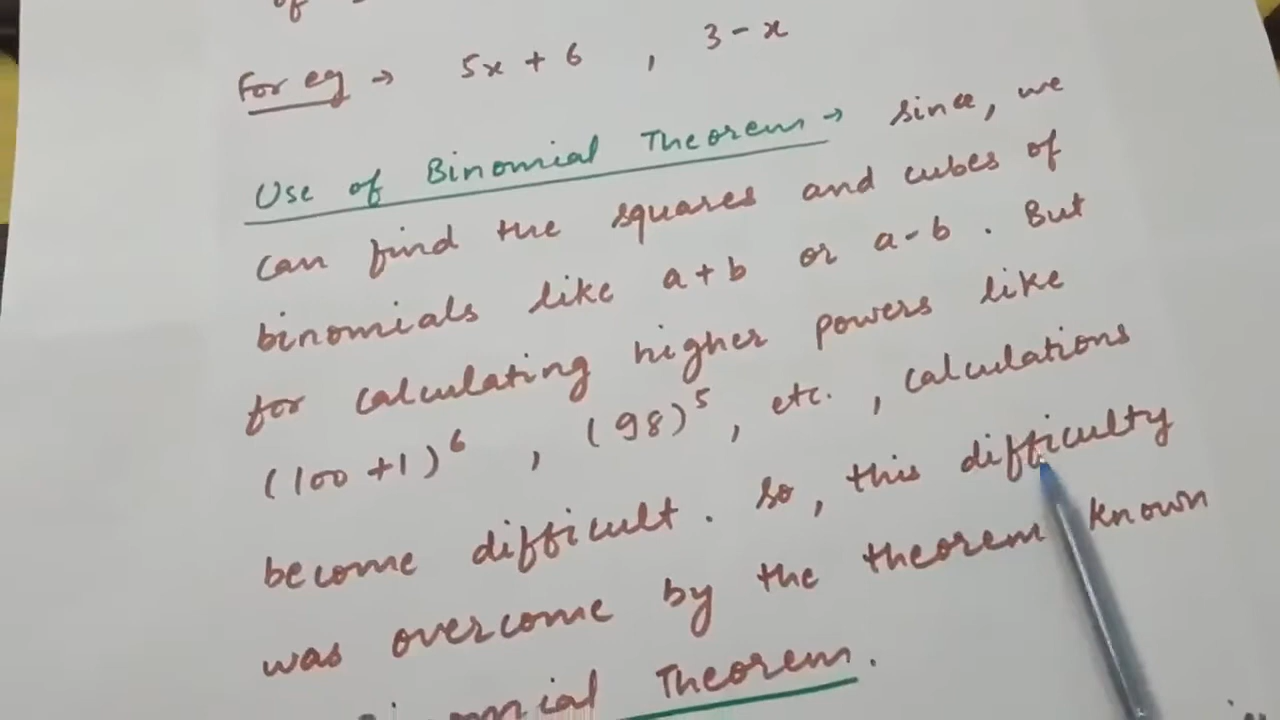 of
For eg → 5x + 6 , 3 - x
Use of Binomial Theorem → since, we
can find the squares and cubes of
binomials like a+b or a-b. But
for calculating higher powers like
(100 +1)⁶ , (98)⁵, etc. , calculations
become difficult. So, this difficulty
was overcome by the theorem known
Theorem.